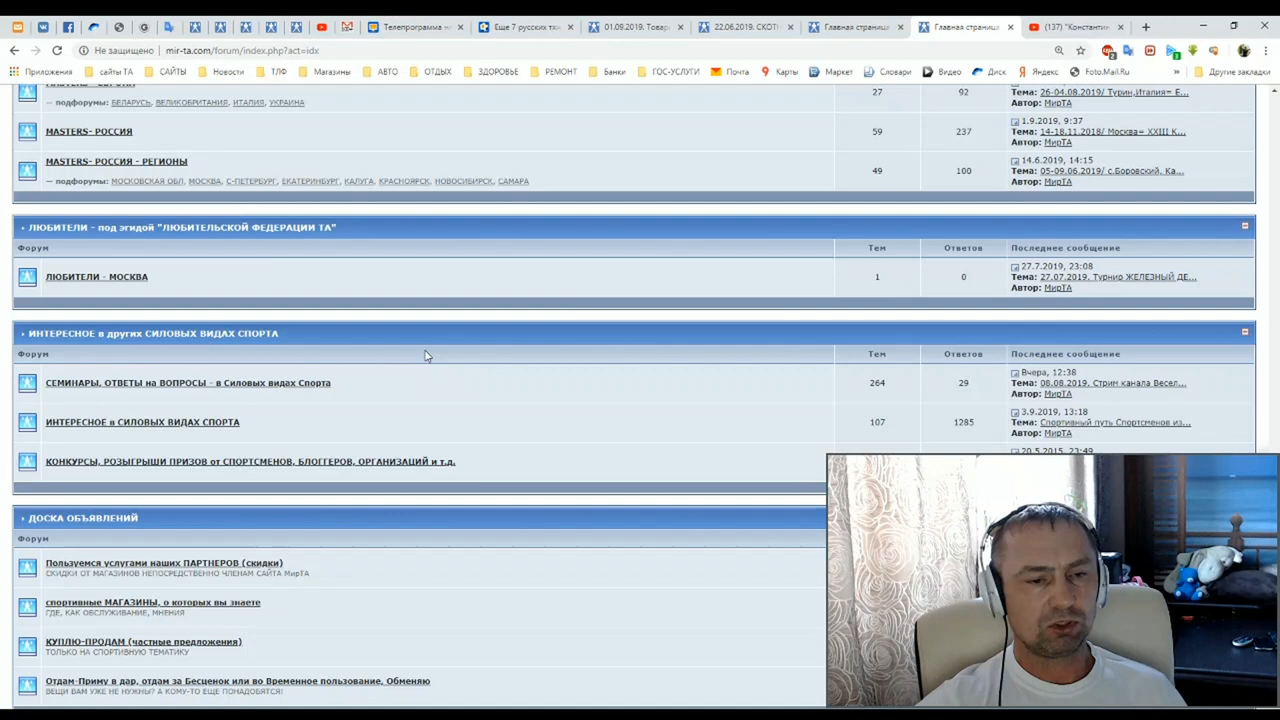 Телепрограмма на
Еще 7 русских тя
01.09.2019. Товар
22.06.2019. СКОТ
Главная страница
Главная страница
(137) "Константин
Не защищено
mir-ta.com/forum/index.php?act=idx
Приложения
сайты ТА
САЙТЫ
Новости
ТЛФ
Магазины
АВТО
ОТДЫХ
ЗДОРОВЬЕ
РЕМОНТ
Банки
ГОС-УСЛУГИ
Почта
Карты
Маркет
Словари
Видео
Диск
Яндекс
Foto.Mail.Ru
»
Другие закладки
— подфорумы: БЕЛАРУСЬ, ВЕЛИКОБРИТАНИЯ, ИТАЛИЯ, УКРАИНА
27
92
Тема: 26-04.08.2019/ Турин,Италия= Е...
Автор: МирТА
MASTERS- РОССИЯ
59
237
1.9.2019, 9:37
Тема: 14-18.11.2018/ Москва= XXIII К...
Автор: МирТА
MASTERS- РОССИЯ - РЕГИОНЫ
— подфорумы: МОСКОВСКАЯ ОБЛ, МОСКВА, С-ПЕТЕРБУРГ, ЕКАТЕРИНБУРГ, КАЛУГА, КРАСНОЯРСК, НОВОСИБИРСК, САМАРА
49
100
14.6.2019, 14:15
Тема: 05-09.06.2019/ с.Боровский, Ка...
Автор: МирТА
ЛЮБИТЕЛИ - под эгидой "ЛЮБИТЕЛЬСКОЙ ФЕДЕРАЦИИ ТА"
Форум
Тем
Ответов
Последнее сообщение
ЛЮБИТЕЛИ - МОСКВА
1
0
27.7.2019, 23:08
Тема: 27.07.2019. Турнир ЖЕЛЕЗНЫЙ ДЕ...
Автор: МирТА
ИНТЕРЕСНОЕ в других СИЛОВЫХ ВИДАХ СПОРТА
Форум
Тем
Ответов
Последнее сообщение
СЕМИНАРЫ, ОТВЕТЫ на ВОПРОСЫ - в Силовых видах Спорта
264
29
Вчера, 12:38
Тема: 08.08.2019. Стрим канала Весел...
Автор: МирТА
ИНТЕРЕСНОЕ в СИЛОВЫХ ВИДАХ СПОРТА
107
1285
3.9.2019, 13:18
Тема: Спортивный путь Спортсменов из...
Автор: МирТА
КОНКУРСЫ, РОЗЫГРЫШИ ПРИЗОВ от СПОРТСМЕНОВ, БЛОГГЕРОВ, ОРГАНИЗАЦИЙ и т.д.
20.5.2015, 23:49
ДОСКА ОБЪЯВЛЕНИЙ
Форум
Пользуемся услугами наших ПАРТНЕРОВ (скидки)
СКИДКИ ОТ МАГАЗИНОВ НЕПОСРЕДСТВЕННО ЧЛЕНАМ САЙТА МирТА
спортивные МАГАЗИНЫ, о которых вы знаете
ГДЕ, КАК ОБСЛУЖИВАНИЕ, МНЕНИЯ
КУПЛЮ-ПРОДАМ (частные предложения)
ТОЛЬКО НА СПОРТИВНУЮ ТЕМАТИКУ
Отдам-Приму в дар, отдам за Бесценок или во Временное пользование, Обменяю
ВЕЩИ ВАМ УЖЕ НЕ НУЖНЫ? А КОМУ-ТО ЕЩЕ ПОНАДОБЯТСЯ!